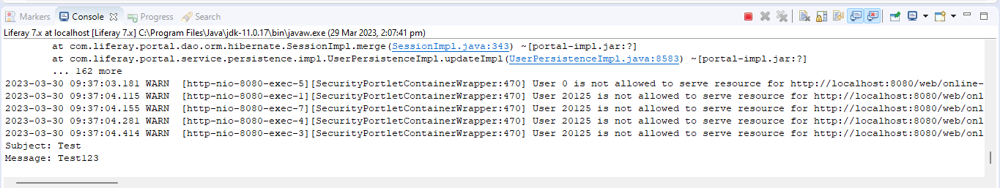 Markers Console Progress Search
Liferay 7.x at localhost [Liferay 7.x] C:\Program Files\Java\jdk-11.0.17\bin\javaw.exe (29 Mar 2023, 2:07:41 pm)
at com.liferay.portal.dao.orm.hibernate.SessionImpl.merge(SessionImpl.java:343) ~[portal-impl.jar:?]
at com.liferay.portal.service.persistence.impl.UserPersistenceImpl.updateImpl(UserPersistenceImpl.java:8583) ~[portal-impl.jar:?]
... 162 more
2023-03-30 09:37:03.181 WARN [http-nio-8080-exec-5][SecurityPortletContainerWrapper:470] User 0 is not allowed to serve resource for http://localhost:8080/web/online-
2023-03-30 09:37:04.115 WARN [http-nio-8080-exec-1][SecurityPortletContainerWrapper:470] User 20125 is not allowed to serve resource for http://localhost:8080/web/onl
2023-03-30 09:37:04.155 WARN [http-nio-8080-exec-7][SecurityPortletContainerWrapper:470] User 20125 is not allowed to serve resource for http://localhost:8080/web/onl
2023-03-30 09:37:04.281 WARN [http-nio-8080-exec-4][SecurityPortletContainerWrapper:470] User 20125 is not allowed to serve resource for http://localhost:8080/web/onl
2023-03-30 09:37:04.414 WARN [http-nio-8080-exec-3][SecurityPortletContainerWrapper:470] User 20125 is not allowed to serve resource for http://localhost:8080/web/onl
Subject: Test
Message: Test123